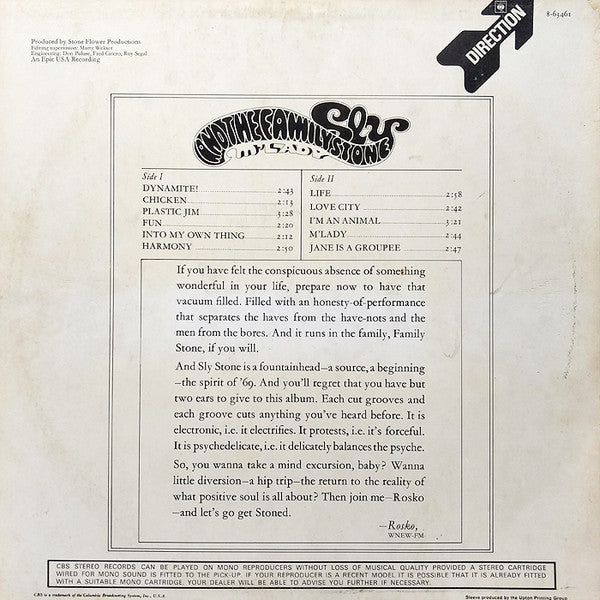 Produced by Stone Flower Productions
Editing supervision: Marty Wekser
Engineering: Don Puluse, Fred Catero, Roy Segal
An Epic USA Recording
8-63461
CBS
DIRECTION
Sly
AND THE FAMILY STONE
M'LADY
Side I
DYNAMITE! 2:43
CHICKEN 2:13
PLASTIC JIM 3:28
FUN 2:20
INTO MY OWN THING 2:12
HARMONY 2:50
Side II
LIFE 2:58
LOVE CITY 2:42
I'M AN ANIMAL 3:21
M'LADY 2:44
JANE IS A GROUPEE 2:47
If you have felt the conspicuous absence of something
wonderful in your life, prepare now to have that
vacuum filled. Filled with an honesty-of-performance
that separates the haves from the have-nots and the
men from the bores. And it runs in the family, Family
Stone, if you will.
And Sly Stone is a fountainhead—a source, a beginning
—the spirit of '69. And you'll regret that you have but
two ears to give to this album. Each cut grooves and
each groove cuts anything you've heard before. It is
electronic, i.e. it electrifies. It protests, i.e. it's forceful.
It is psychedelicate, i.e. it delicately balances the psyche.
So, you wanna take a mind excursion, baby? Wanna
little diversion—a hip trip—the return to the reality of
what positive soul is all about? Then join me—Rosko
—and let's go get Stoned.
—Rosko,
WNEW-FM
CBS STEREO RECORDS CAN BE PLAYED ON MONO REPRODUCERS WITHOUT LOSS OF MUSICAL QUALITY PROVIDED A STEREO CARTRIDGE
WIRED FOR MONO SOUND IS FITTED TO THE PICK-UP. IF YOUR REPRODUCER IS A RECENT MODEL IT IS POSSIBLE THAT IT IS ALREADY FITTED
WITH A SUITABLE MONO CARTRIDGE. YOUR DEALER WILL BE ABLE TO ADVISE YOU FURTHER IF NECESSARY.
CBS is a trademark of the Columbia Broadcasting System, Inc., U.S.A.
Sleeve produced by the Upton Printing Group